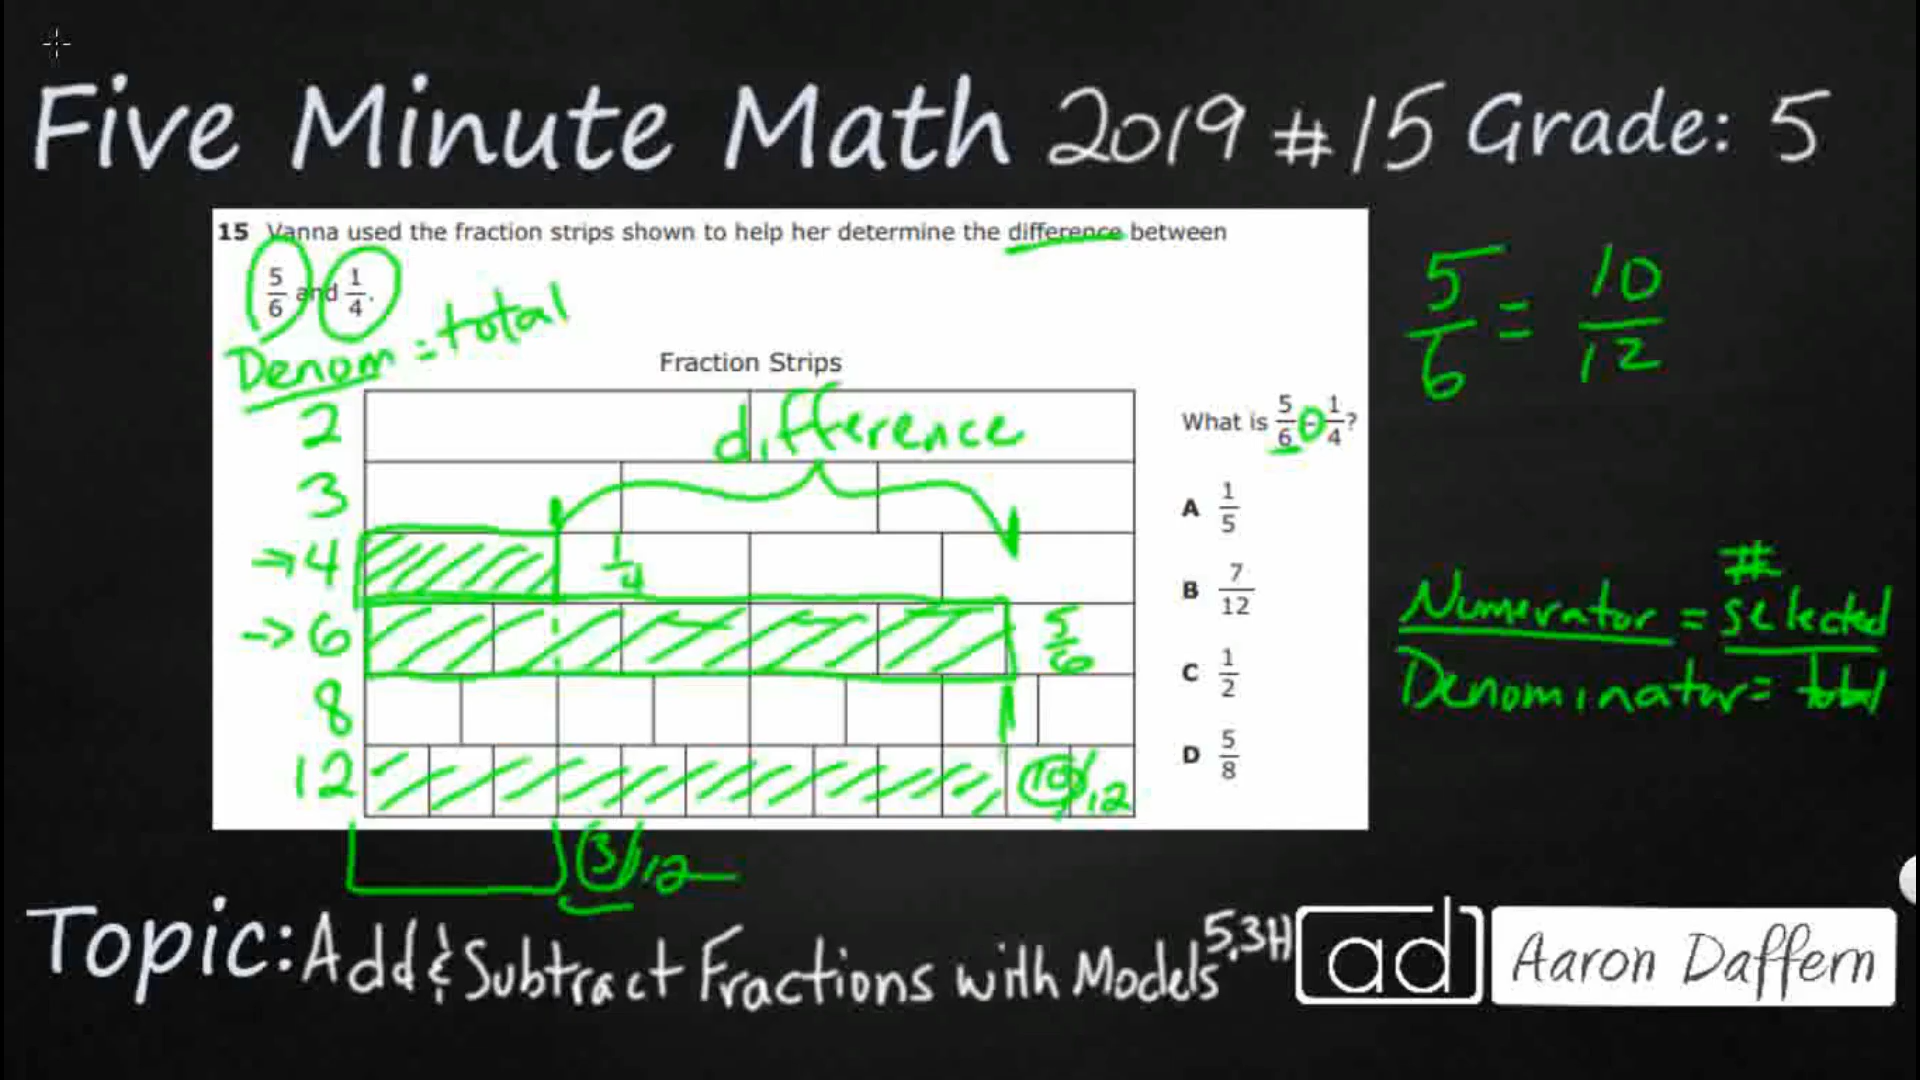 Five Minute Math 2019 #15 Grade: 5
15 Vanna used the fraction strips shown to help her determine the difference between
5/6 and 1/4.
Denom = total
5/6 = 10/12
Fraction Strips
2
difference
What is 5/6 - 1/4?
3
A 1/5
→4
1/4
B 7/12
→6
5/6
C 1/2
8
D 5/8
12
10/12
3/12
#
Numerator = selected
Denominator = total
Topic: Add & Subtract Fractions with Models 5.3H
ad Aaron Daffern